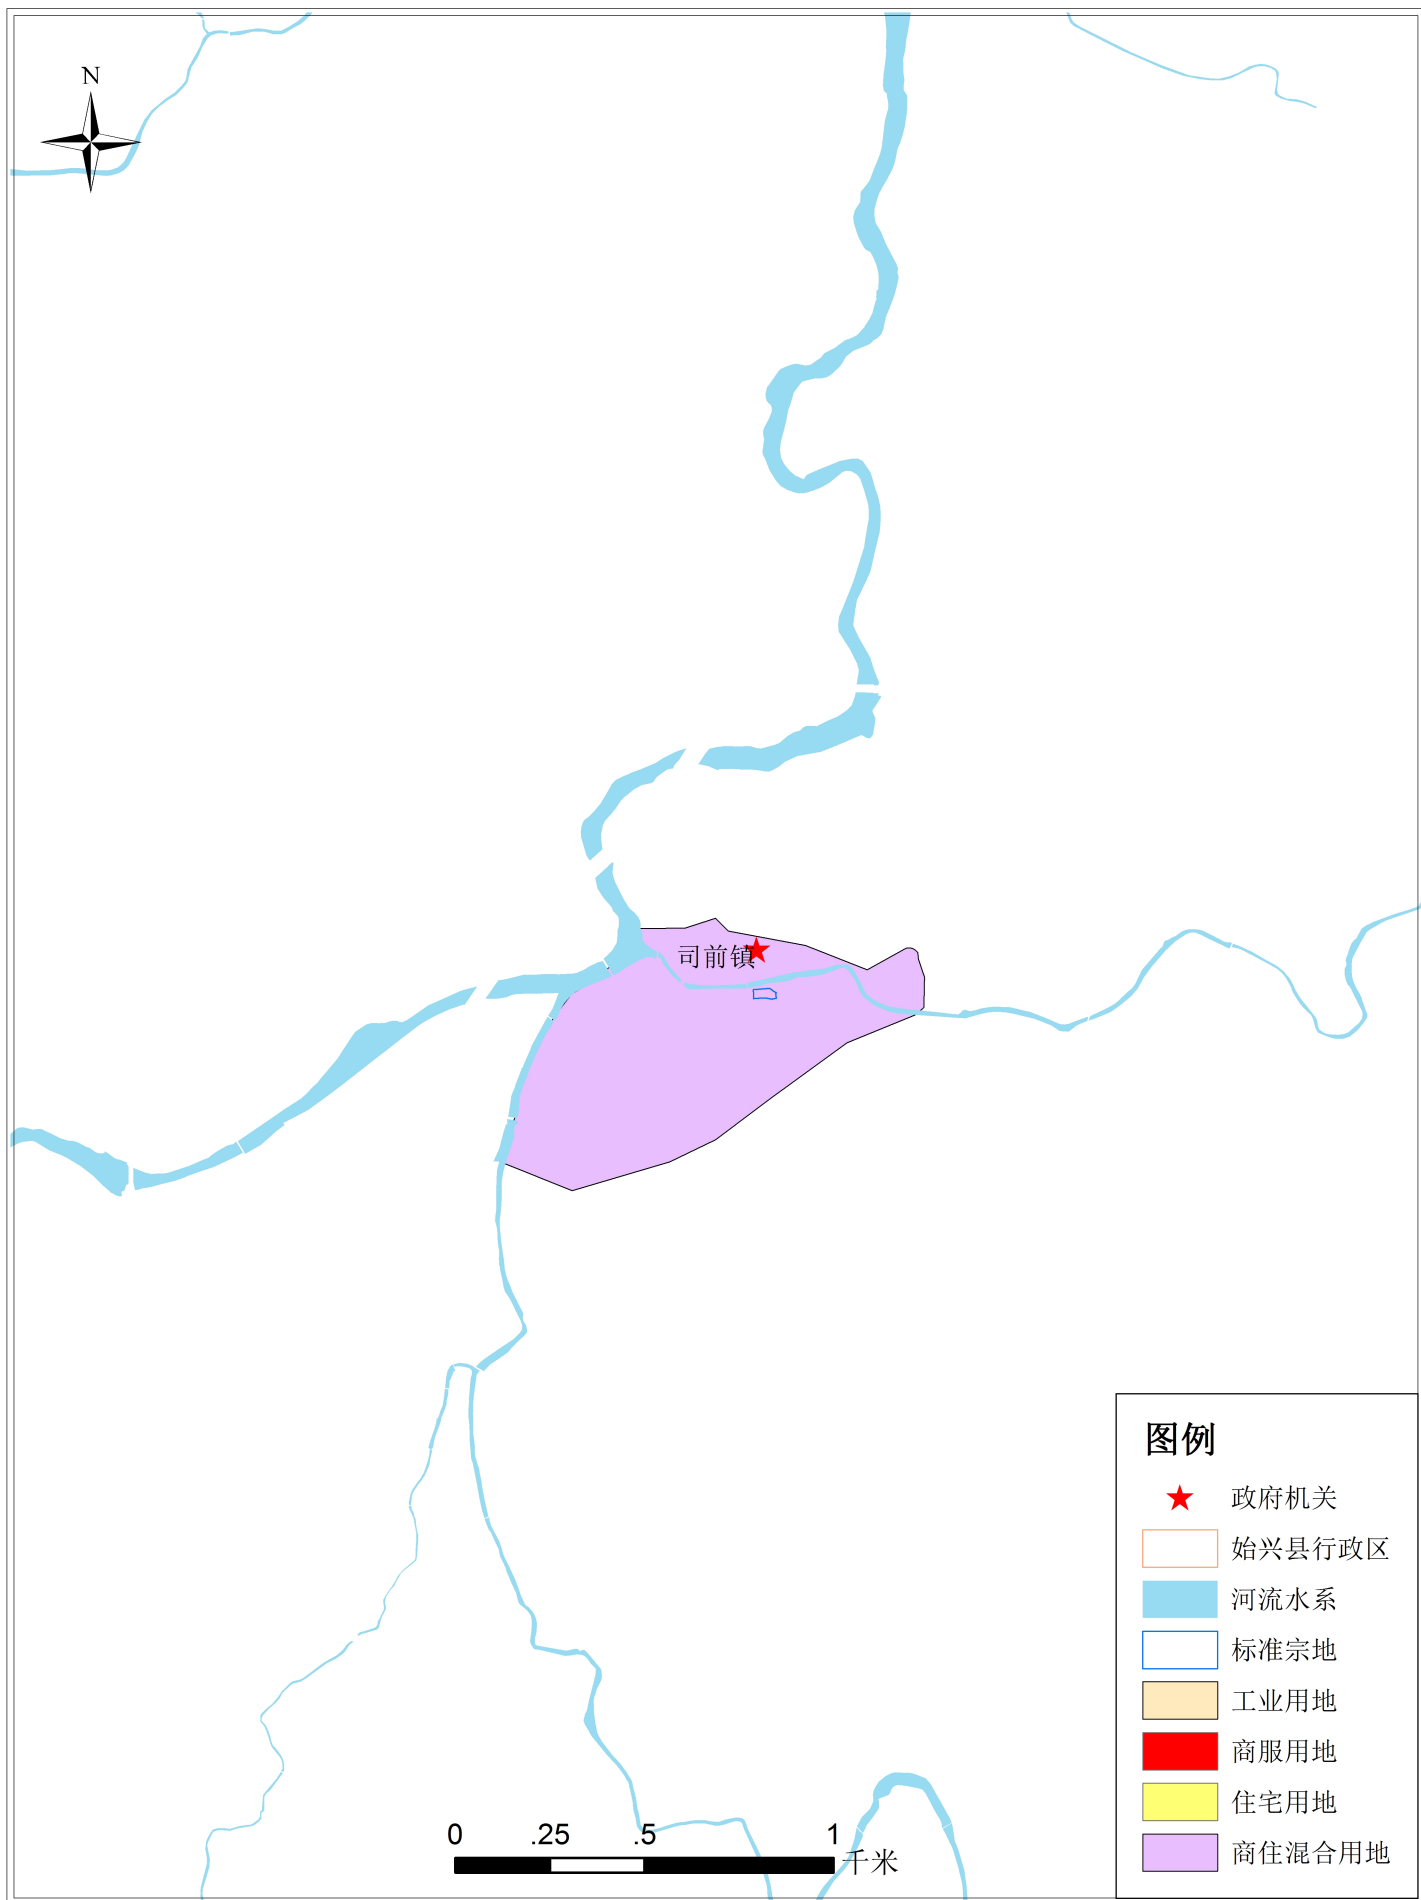 N
司前镇
图例
政府机关
始兴县行政区
河流水系
标准宗地
工业用地
商服用地
住宅用地
商住混合用地
0 .25 .5 1
千米